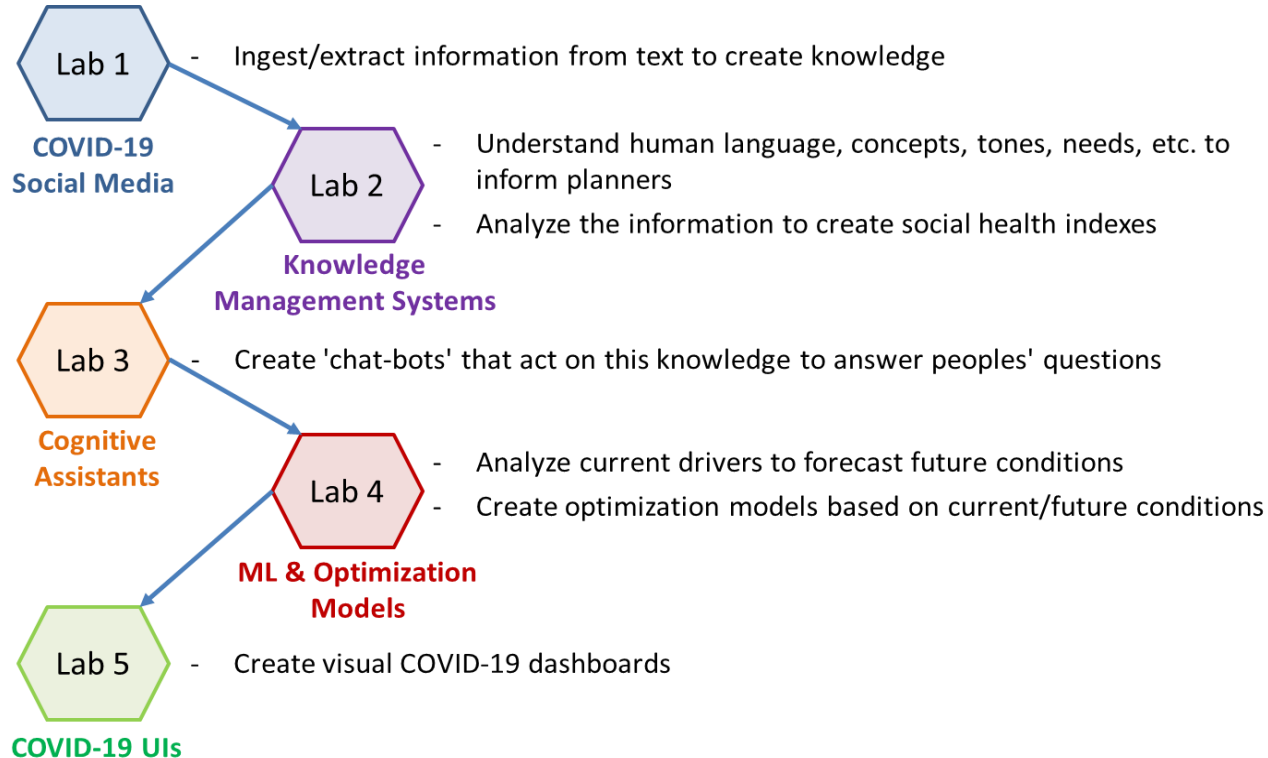 Lab 1
- Ingest/extract information from text to create knowledge
COVID-19
Social Media
Lab 2
- Understand human language, concepts, tones, needs, etc. to
inform planners
- Analyze the information to create social health indexes
Knowledge
Management Systems
Lab 3
- Create 'chat-bots' that act on this knowledge to answer peoples' questions
Cognitive
Assistants
Lab 4
- Analyze current drivers to forecast future conditions
- Create optimization models based on current/future conditions
ML & Optimization
Models
Lab 5
- Create visual COVID-19 dashboards
COVID-19 UIs